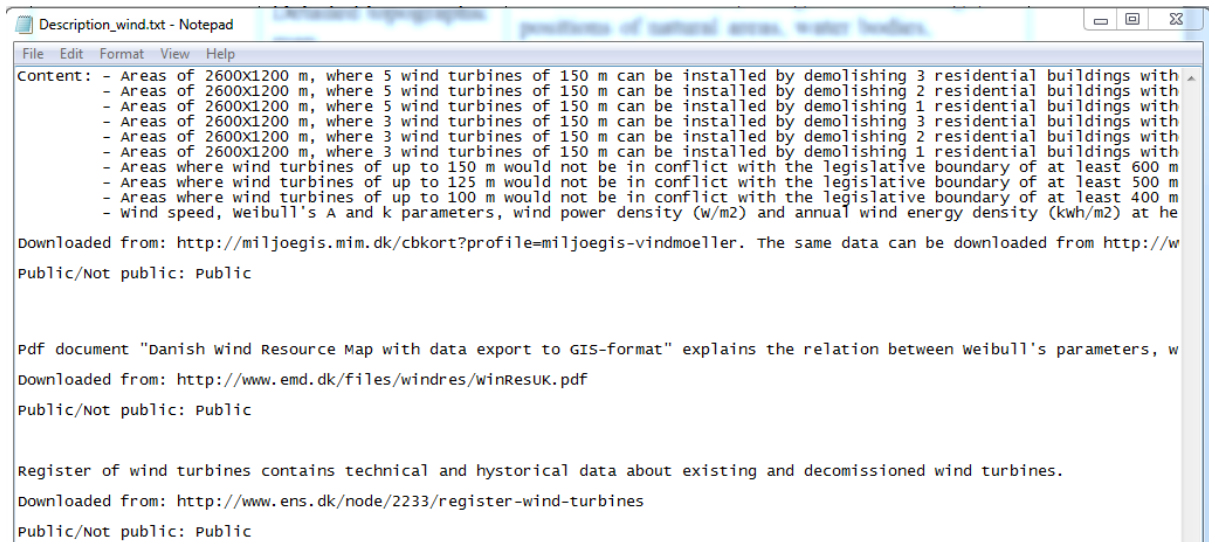 Detailed topographic
positions of natural areas, water bodies,
Description_wind.txt - Notepad
File Edit Format View Help
Content: - Areas of 2600X1200 m, where 5 wind turbines of 150 m can be installed by demolishing 3 residential buildings with
- Areas of 2600X1200 m, where 5 wind turbines of 150 m can be installed by demolishing 2 residential buildings with
- Areas of 2600X1200 m, where 5 wind turbines of 150 m can be installed by demolishing 1 residential buildings with
- Areas of 2600X1200 m, where 3 wind turbines of 150 m can be installed by demolishing 3 residential buildings with
- Areas of 2600X1200 m, where 3 wind turbines of 150 m can be installed by demolishing 2 residential buildings with
- Areas of 2600X1200 m, where 3 wind turbines of 150 m can be installed by demolishing 1 residential buildings with
- Areas where wind turbines of up to 150 m would not be in conflict with the legislative boundary of at least 600 m
- Areas where wind turbines of up to 125 m would not be in conflict with the legislative boundary of at least 500 m
- Areas where wind turbines of up to 100 m would not be in conflict with the legislative boundary of at least 400 m
- Wind speed, Weibull's A and k parameters, wind power density (W/m2) and annual wind energy density (kWh/m2) at he
Downloaded from: http://miljoegis.mim.dk/cbkort?profile=miljoegis-vindmoeller. The same data can be downloaded from http://w
Public/Not public: Public
Pdf document "Danish Wind Resource Map with data export to GIS-format" explains the relation between Weibull's parameters, w
Downloaded from: http://www.emd.dk/files/windres/WinResUK.pdf
Public/Not public: Public
Register of wind turbines contains technical and hystorical data about existing and decomissioned wind turbines.
Downloaded from: http://www.ens.dk/node/2233/register-wind-turbines
Public/Not public: Public